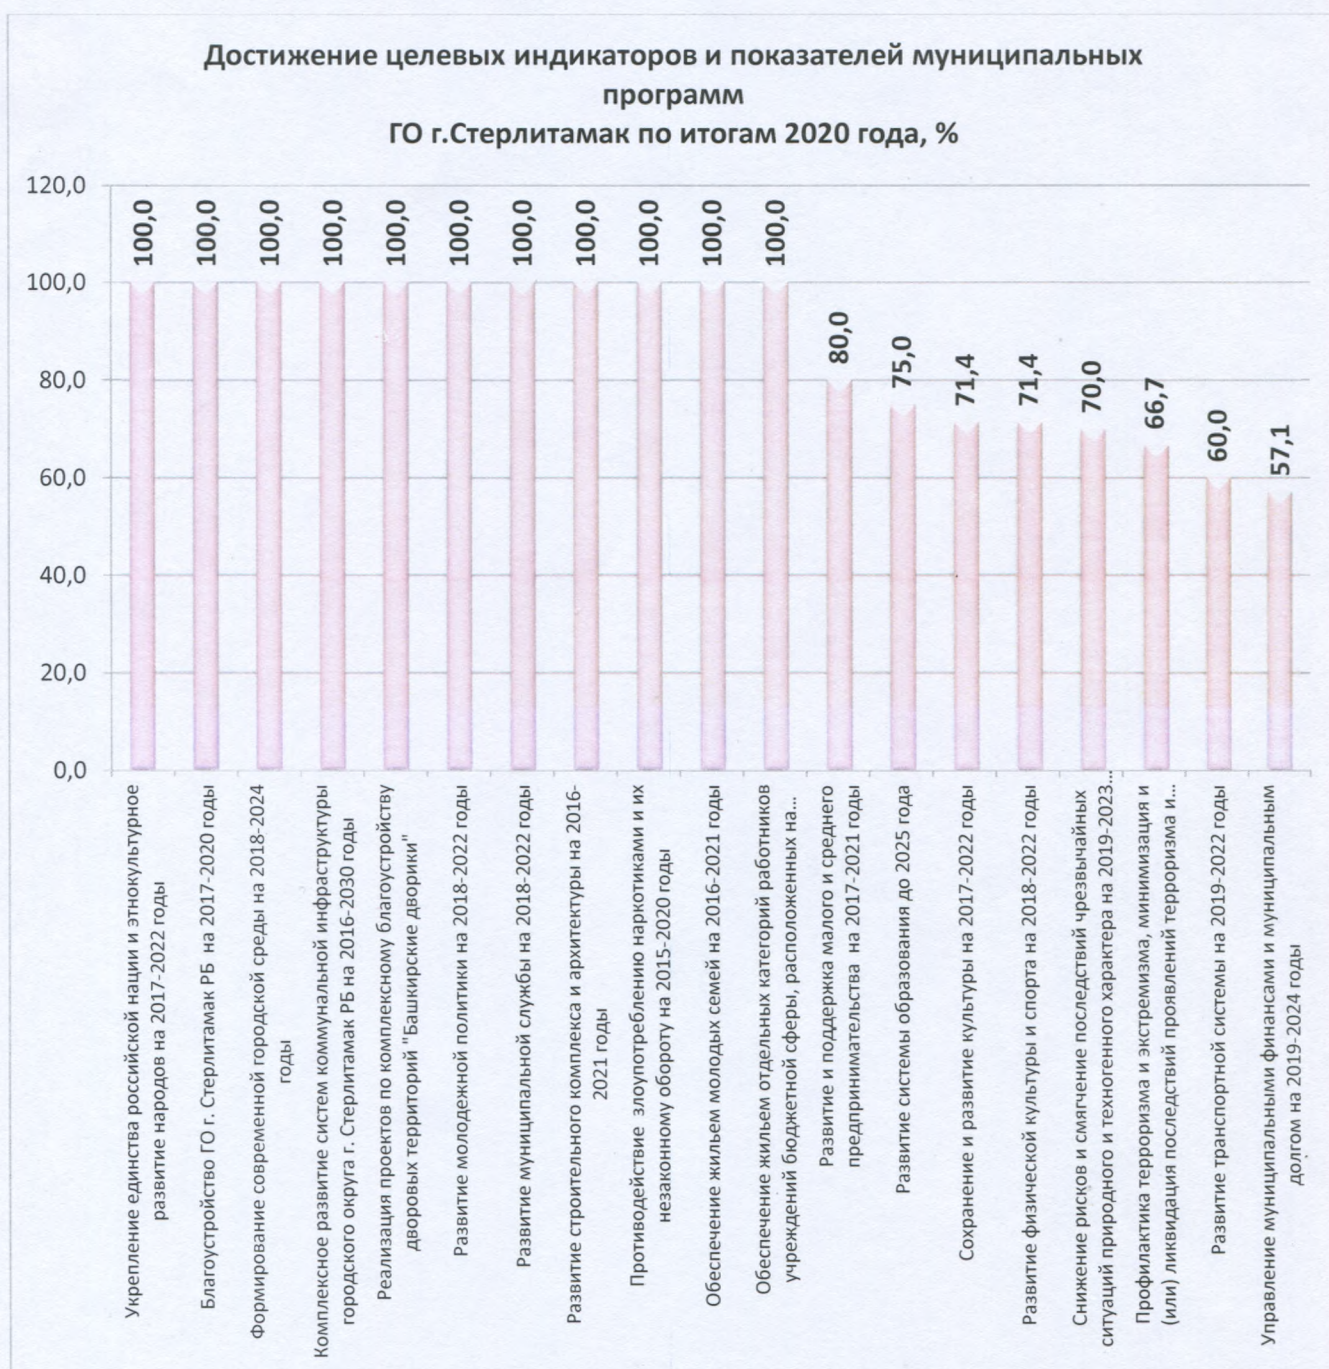 Достижение целевых индикаторов и показателей муниципальных
программ
ГО г.Стерлитамак по итогам 2020 года, %
120,0
100,0
80,0
60,0
40,0
20,0
0,0
100,0
100,0
100,0
100,0
100,0
100,0
100,0
100,0
100,0
100,0
100,0
80,0
75,0
71,4
71,4
70,0
66,7
60,0
57,1
Укрепление единства российской нации и этнокультурное
развитие народов на 2017-2022 годы
Благоустройство ГО г. Стерлитамак РБ на 2017-2020 годы
Формирование современной городской среды на 2018-2024
годы
Комплексное развитие систем коммунальной инфраструктуры
городского округа г. Стерлитамак РБ на 2016-2030 годы
Реализация проектов по комплексному благоустройству
дворовых территорий "Башкирские дворики"
Развитие молодежной политики на 2018-2022 годы
Развитие муниципальной службы на 2018-2022 годы
Развитие строительного комплекса и архитектуры на 2016-
2021 годы
Противодействие злоупотреблению наркотиками и их
незаконному обороту на 2015-2020 годы
Обеспечение жильем молодых семей на 2016-2021 годы
Обеспечение жильем отдельных категорий работников
учреждений бюджетной сферы, расположенных на...
Развитие и поддержка малого и среднего
предпринимательства на 2017-2021 годы
Развитие системы образования до 2025 года
Сохранение и развитие культуры на 2017-2022 годы
Развитие физической культуры и спорта на 2018-2022 годы
Снижение рисков и смягчение последствий чрезвычайных
ситуаций природного и техногенного характера на 2019-2023...
Профилактика терроризма и экстремизма, минимизация и
(или) ликвидация последствий проявлений терроризма и...
Развитие транспортной системы на 2019-2022 годы
Управление муниципальными финансами и муниципальным
долгом на 2019-2024 годы